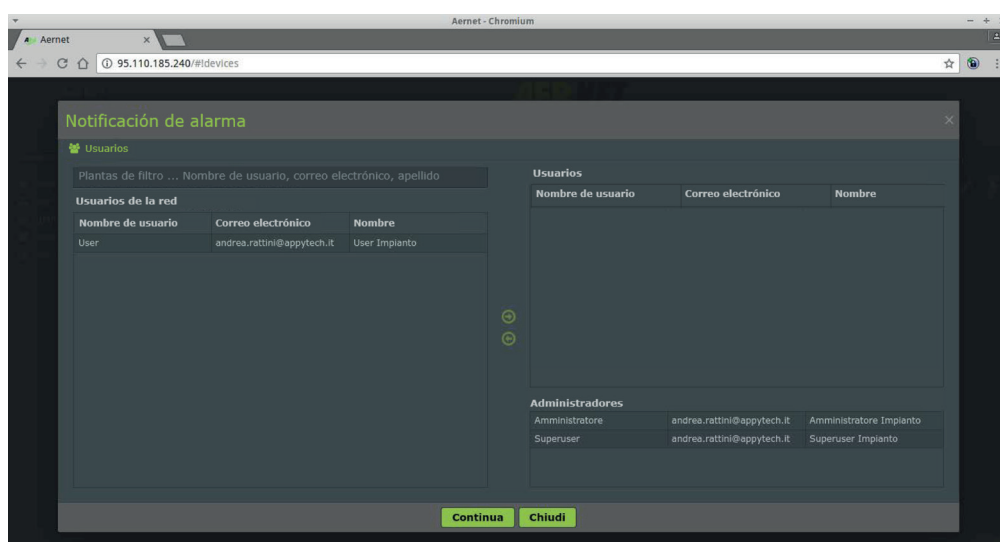 Aernet - Chromium
Aernet
95.110.185.240/#!devices
Notificación de alarma
Usuarios
Plantas de filtro ... Nombre de usuario, correo electrónico, apellido
Usuarios de la red
Nombre de usuario Correo electrónico Nombre
User andrea.rattini@appytech.it User Impianto
Usuarios
Nombre de usuario Correo electrónico Nombre
Administradores
Amministratore andrea.rattini@appytech.it Amministratore Impianto
Superuser andrea.rattini@appytech.it Superuser Impianto
Continua Chiudi